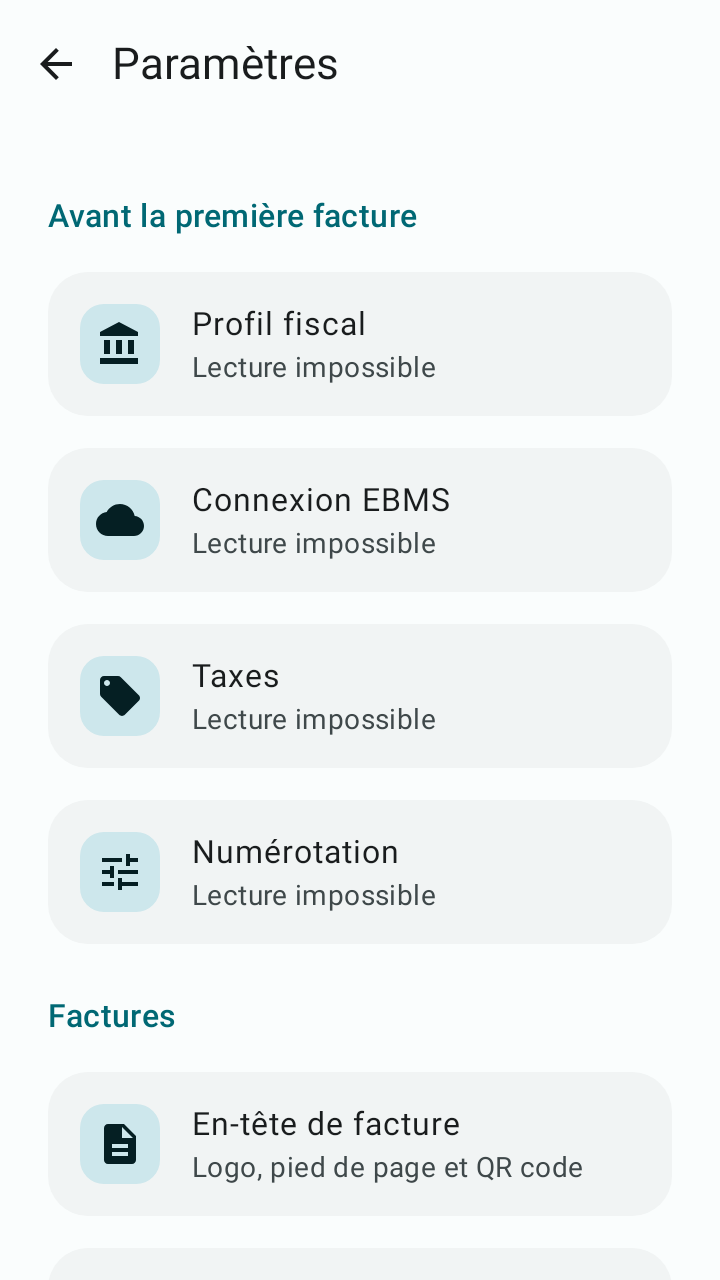 Paramètres
Avant la première facture
Profil fiscal
Lecture impossible
Connexion EBMS
Lecture impossible
Taxes
Lecture impossible
Numérotation
Lecture impossible
Factures
En-tête de facture
Logo, pied de page et QR code